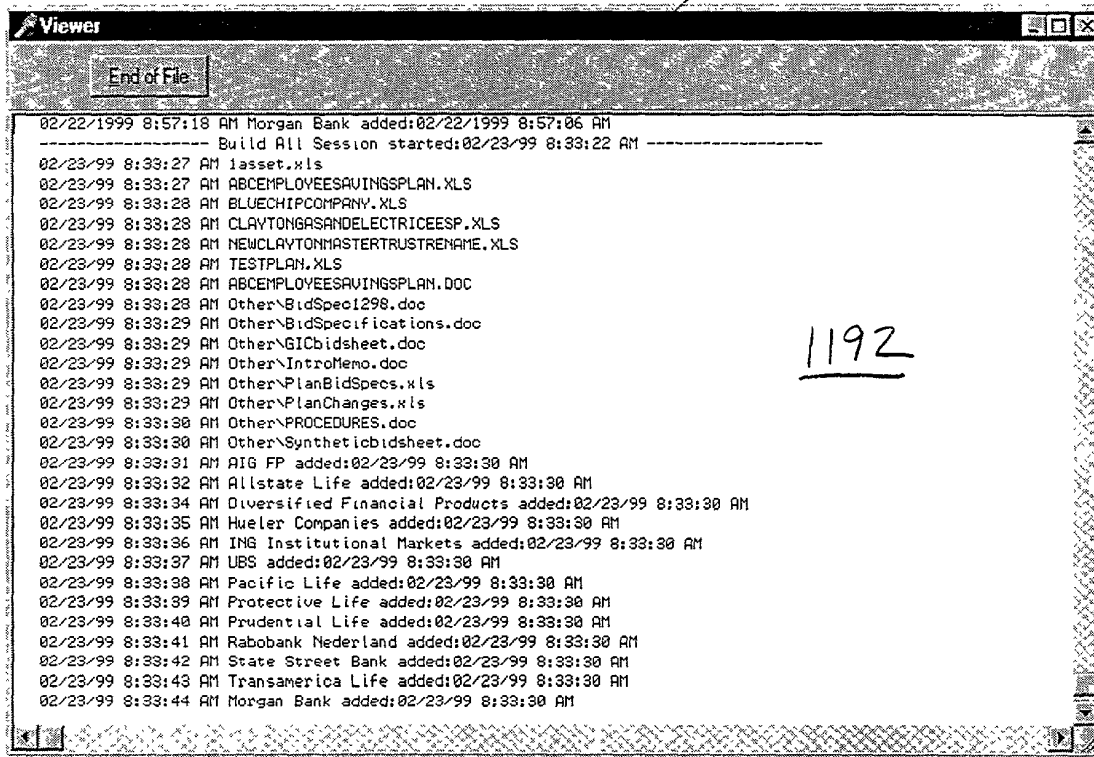 Viewer
End of File
02/22/1999 8:57:18 AM Morgan Bank added:02/22/1999 8:57:06 AM
------------------- Build All Session started:02/23/99 8:33:22 AM --------------------
02/23/99 8:33:27 AM 1asset.xls
02/23/99 8:33:27 AM ABCEMPLOYEESAVINGSPLAN.XLS
02/23/99 8:33:28 AM BLUECHIPCOMPANY.XLS
02/23/99 8:33:28 AM CLAYTONGASANDELECTRICEESP.XLS
02/23/99 8:33:28 AM NEWCLAYTONMASTERTRUSTRENAME.XLS
02/23/99 8:33:28 AM TESTPLAN.XLS
02/23/99 8:33:28 AM ABCEMPLOYEESAVINGSPLAN.DOC
02/23/99 8:33:28 AM Other\BidSpec1298.doc
02/23/99 8:33:29 AM Other\BidSpecifications.doc
02/23/99 8:33:29 AM Other\GICbidsheet.doc
02/23/99 8:33:29 AM Other\IntroMemo.doc
02/23/99 8:33:29 AM Other\PlanBidSpecs.xls
02/23/99 8:33:29 AM Other\PlanChanges.xls
02/23/99 8:33:30 AM Other\PROCEDURES.doc
02/23/99 8:33:30 AM Other\Syntheticbidsheet.doc
02/23/99 8:33:31 AM AIG FP added:02/23/99 8:33:30 AM
02/23/99 8:33:32 AM Allstate Life added:02/23/99 8:33:30 AM
02/23/99 8:33:34 AM Diversified Financial Products added:02/23/99 8:33:30 AM
02/23/99 8:33:35 AM Hueler Companies added:02/23/99 8:33:30 AM
02/23/99 8:33:36 AM ING Institutional Markets added:02/23/99 8:33:30 AM
02/23/99 8:33:37 AM UBS added:02/23/99 8:33:30 AM
02/23/99 8:33:38 AM Pacific Life added:02/23/99 8:33:30 AM
02/23/99 8:33:39 AM Protective Life added:02/23/99 8:33:30 AM
02/23/99 8:33:40 AM Prudential Life added:02/23/99 8:33:30 AM
02/23/99 8:33:41 AM Rabobank Nederland added:02/23/99 8:33:30 AM
02/23/99 8:33:42 AM State Street Bank added:02/23/99 8:33:30 AM
02/23/99 8:33:43 AM Transamerica Life added:02/23/99 8:33:30 AM
02/23/99 8:33:44 AM Morgan Bank added:02/23/99 8:33:30 AM
1192